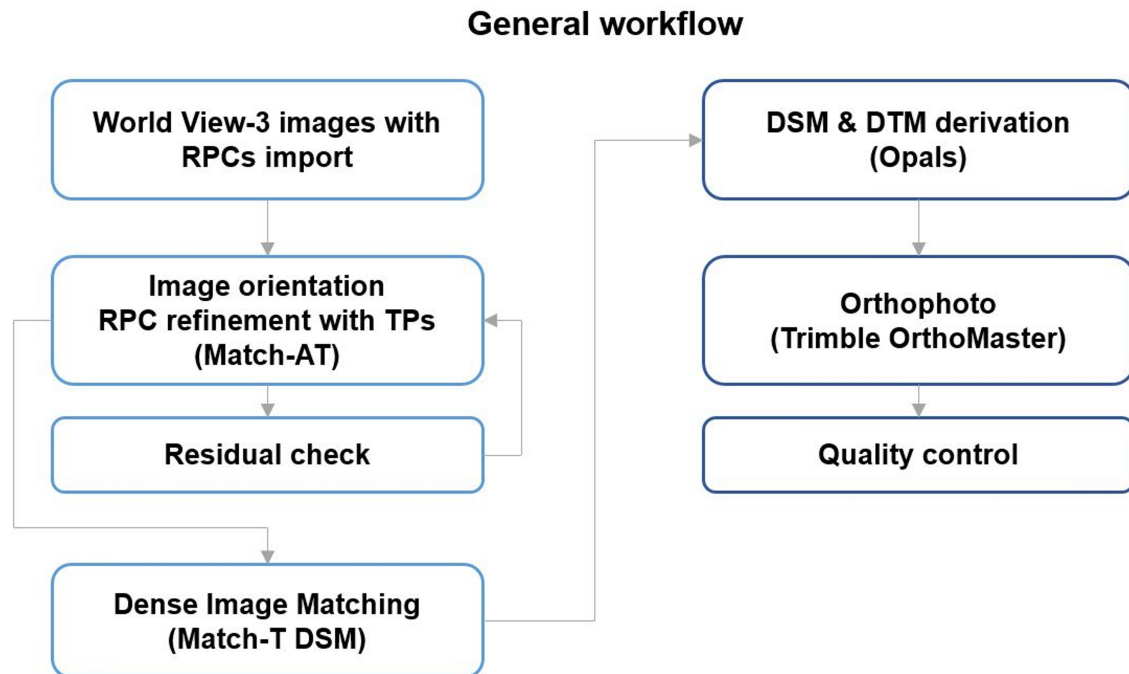 General workflow
World View-3 images with
RPCs import
Image orientation
RPC refinement with TPs
(Match-AT)
Residual check
Dense Image Matching
(Match-T DSM)
DSM & DTM derivation
(Opals)
Orthophoto
(Trimble OrthoMaster)
Quality control